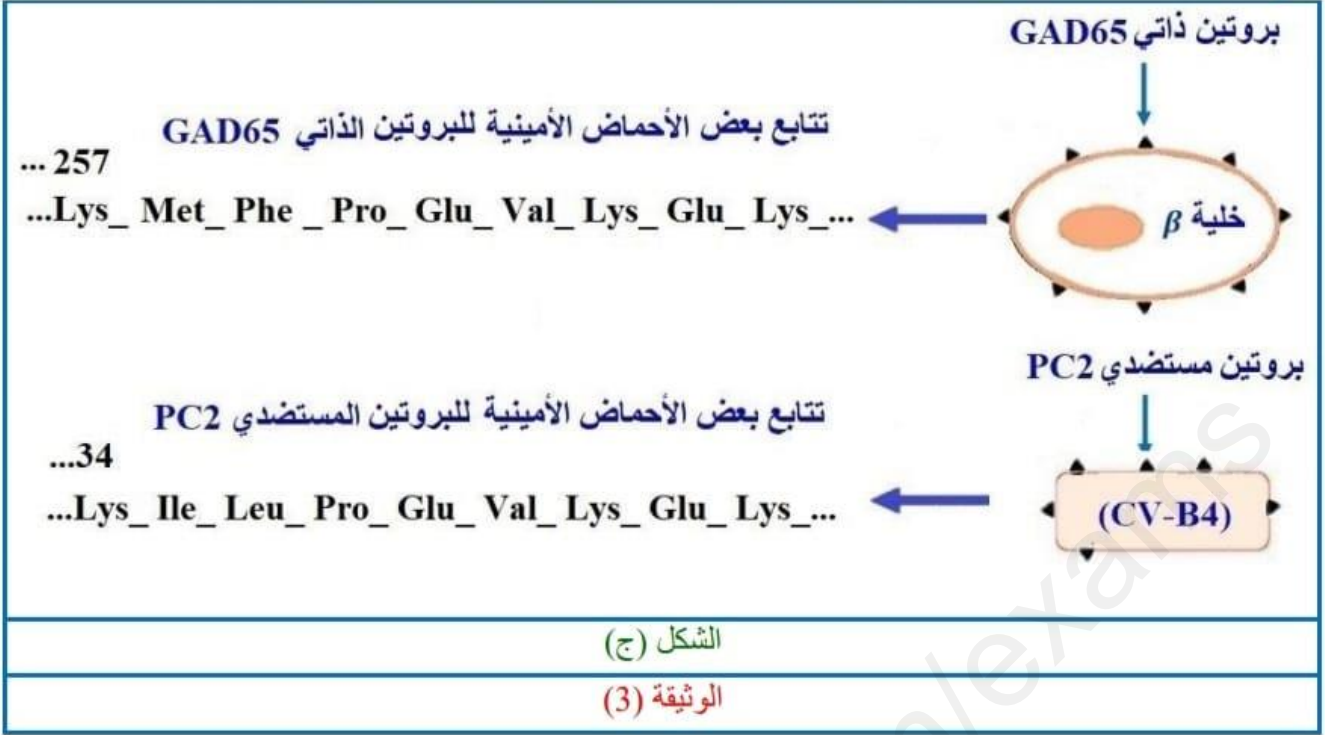 بروتين ذاتي GAD65
تتابع بعض الأحماض الأمينية للبروتين الذاتي GAD65
... 257
...Lys_ Met_ Phe _ Pro_ Glu_ Val_ Lys_ Glu_ Lys_...
خلية β
بروتين مستضدي PC2
تتابع بعض الأحماض الأمينية للبروتين المستضدي PC2
...34
...Lys_ Ile_ Leu_ Pro_ Glu_ Val_ Lys_ Glu_ Lys_...
(CV-B4)
الشكل (ج)
الوثيقة (3)